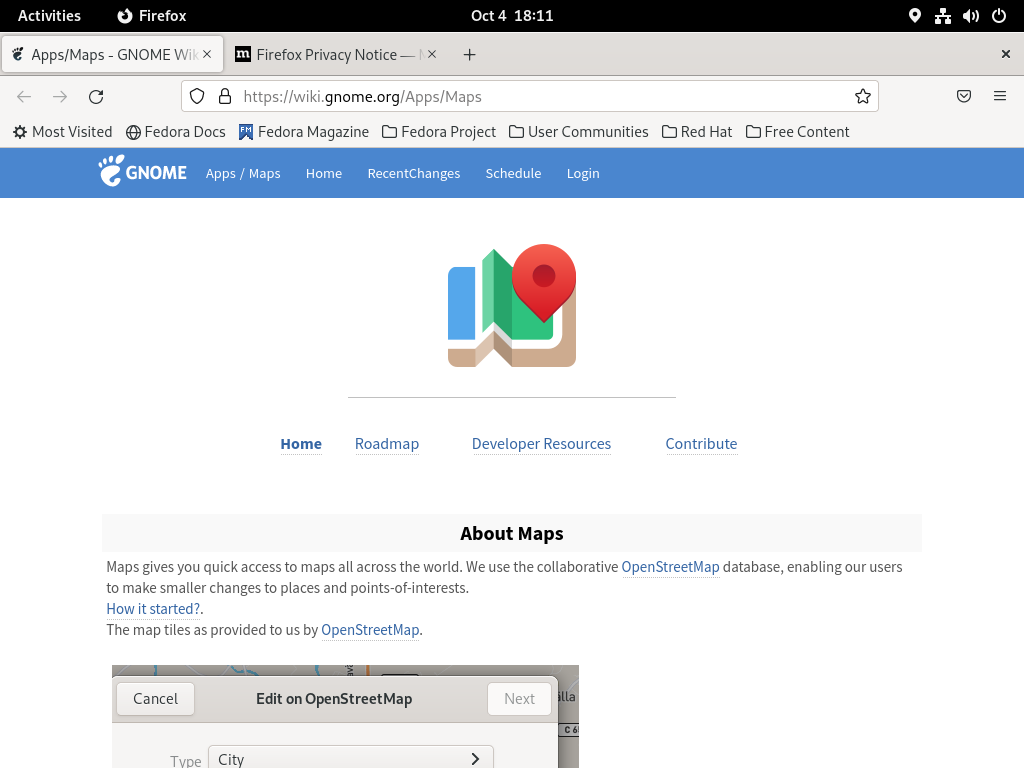 Activities Firefox Oct 4 18:11
Apps/Maps - GNOME Wik Firefox Privacy Notice — M
https://wiki.gnome.org/Apps/Maps
Most Visited Fedora Docs Fedora Magazine Fedora Project User Communities Red Hat Free Content
GNOME Apps / Maps Home RecentChanges Schedule Login
Home Roadmap Developer Resources Contribute
About Maps
Maps gives you quick access to maps all across the world. We use the collaborative OpenStreetMap database, enabling our users
to make smaller changes to places and points-of-interests.
How it started?.
The map tiles as provided to us by OpenStreetMap.
Cancel Edit on OpenStreetMap Next
Type City